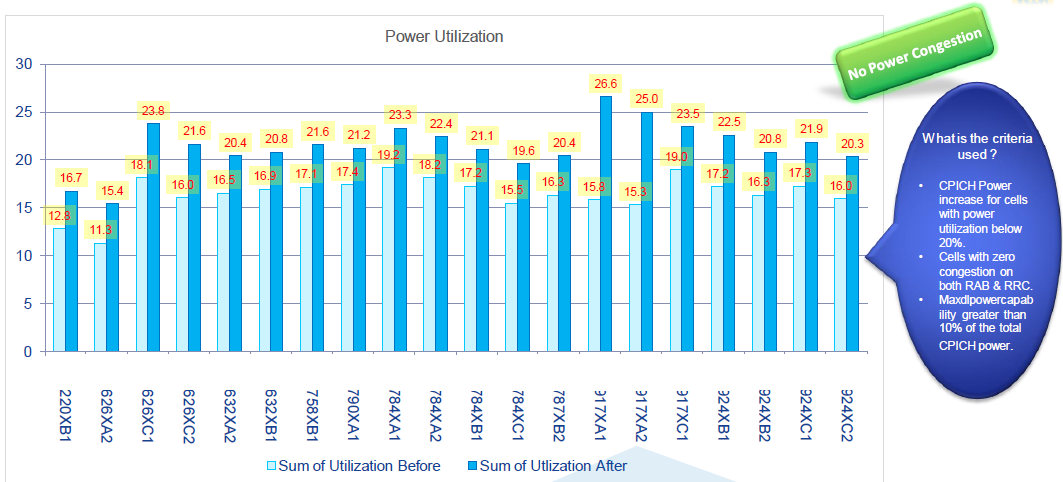 Power Utilization
No Power Congestion
30
25
20
15
10
5
0
16.7
15.4
23.8
21.6
20.4
20.8
21.6
21.2
23.3
22.4
21.1
19.6
20.4
26.6
25.0
23.5
22.5
20.8
21.9
20.3
12.8
11.3
18.1
16.0
16.5
16.9
17.1
17.4
19.2
18.2
17.2
15.5
16.3
15.8
15.3
19.0
17.2
16.3
17.3
16.0
220XB1
626XA2
626XC1
626XC2
632XA2
632XB1
758XB1
790XA1
784XA1
784XA2
784XB1
784XC1
787XB2
917XA1
917XA2
917XC1
924XB1
924XB2
924XC1
924XC2
Sum of Utilization Before
Sum of Utlization After
What is the criteria
used ?
• CPICH Power
increase for cells
with power
utilization below
20%.
• Cells with zero
congestion on
both RAB & RRC.
• Maxdlpowercapab
ility greater than
10% of the total
CPICH power.